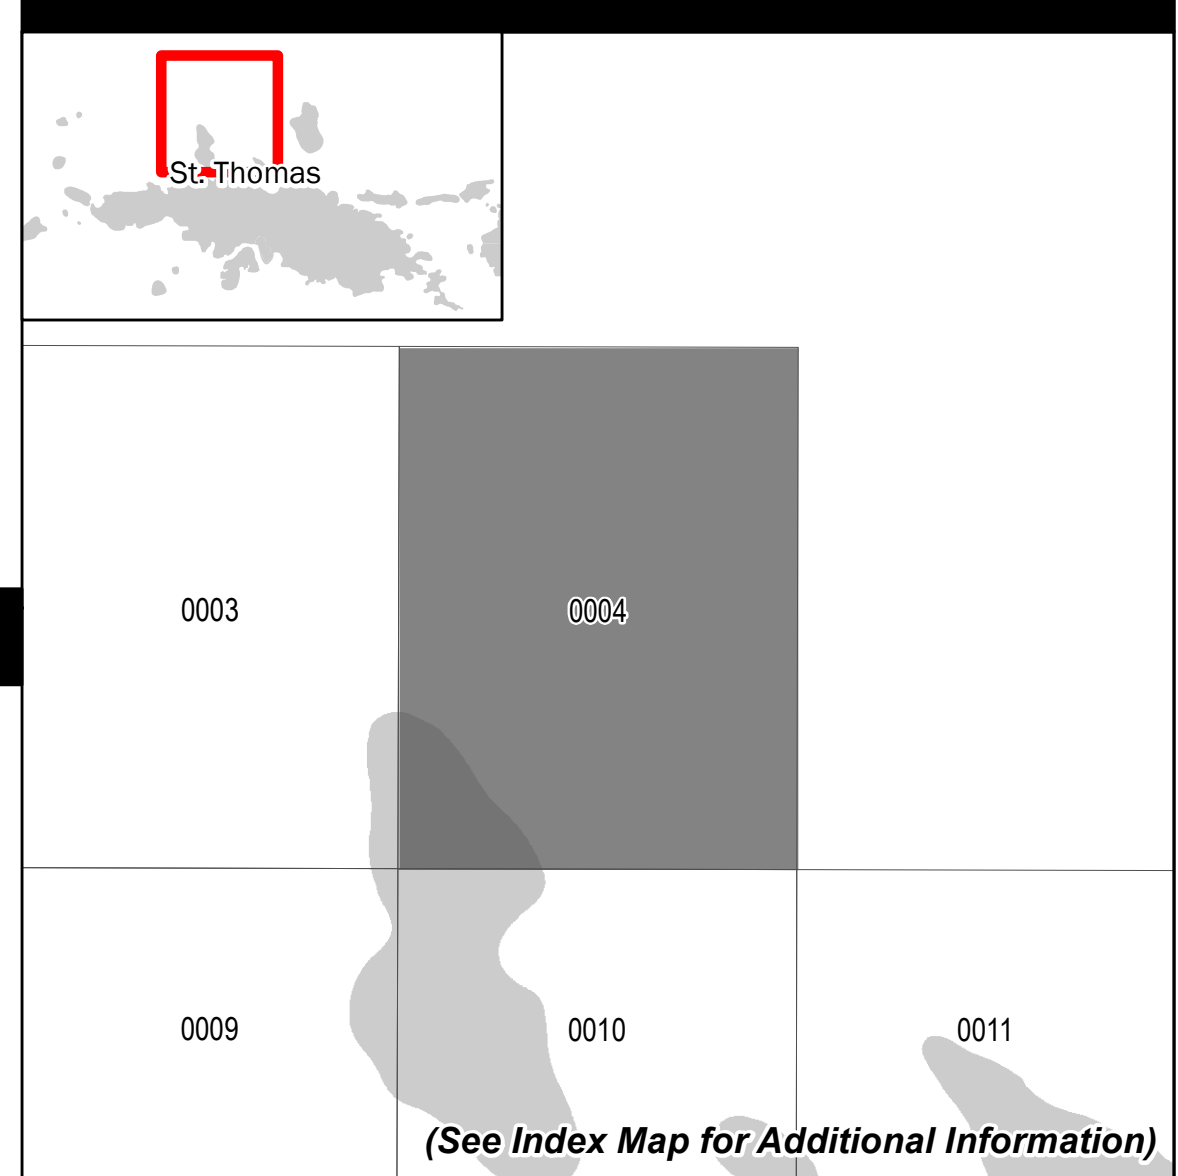 St. Thomas
0003
0004
0009
0010
0011
(See Index Map for Additional Information)